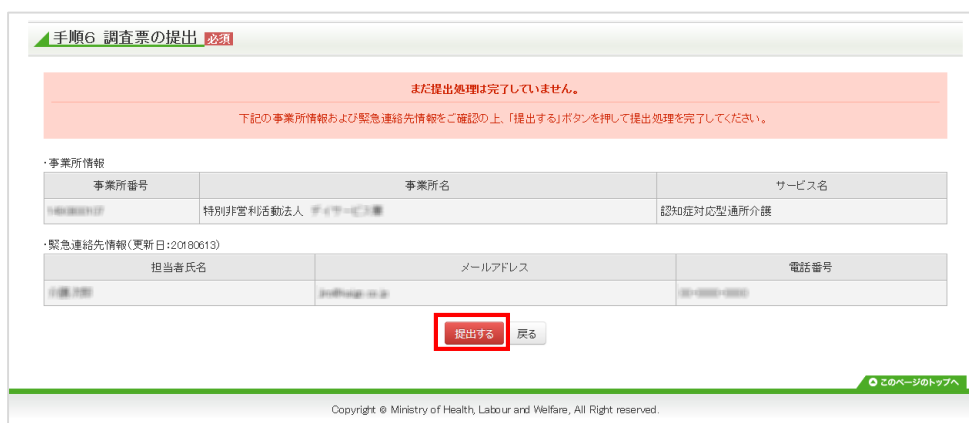 手順6 調査票の提出 必須
まだ提出処理は完了していません。
下記の事業所情報および緊急連絡先情報をご確認の上、「提出する」ボタンを押して提出処理を完了してください。
・事業所情報
事業所番号 事業所名 サービス名
特別非営利活動法人 認知症対応型通所介護
・緊急連絡先情報(更新日:20180613)
担当者氏名 メールアドレス 電話番号
提出する 戻る
このページのトップへ
Copyright © Ministry of Health, Labour and Welfare, All Right reserved.